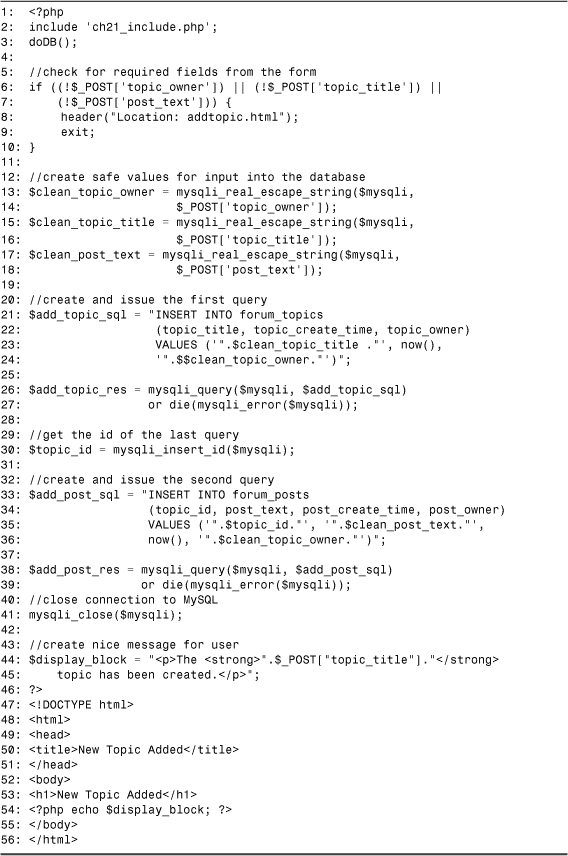 1: <?php
2: include 'ch21_include.php';
3: doDB();
4:
5: //check for required fields from the form
6: if ((!$_POST['topic_owner']) || (!$_POST['topic_title']) ||
7: (!$_POST['post_text'])) {
8: header("Location: addtopic.html");
9: exit;
10: }
11:
12: //create safe values for input into the database
13: $clean_topic_owner = mysqli_real_escape_string($mysqli,
14: $_POST['topic_owner']);
15: $clean_topic_title = mysqli_real_escape_string($mysqli,
16: $_POST['topic_title']);
17: $clean_post_text = mysqli_real_escape_string($mysqli,
18: $_POST['post_text']);
19:
20: //create and issue the first query
21: $add_topic_sql = "INSERT INTO forum_topics
22: (topic_title, topic_create_time, topic_owner)
23: VALUES ('".$clean_topic_title ."', now(),
24: '".$$clean_topic_owner."')";
25:
26: $add_topic_res = mysqli_query($mysqli, $add_topic_sql)
27: or die(mysqli_error($mysqli));
28:
29: //get the id of the last query
30: $topic_id = mysqli_insert_id($mysqli);
31:
32: //create and issue the second query
33: $add_post_sql = "INSERT INTO forum_posts
34: (topic_id, post_text, post_create_time, post_owner)
35: VALUES ('".$topic_id."', '".$clean_post_text."',
36: now(), '".$clean_topic_owner."')";
37:
38: $add_post_res = mysqli_query($mysqli, $add_post_sql)
39: or die(mysqli_error($mysqli));
40: //close connection to MySQL
41: mysqli_close($mysqli);
42:
43: //create nice message for user
44: $display_block = "<p>The <strong>".$_POST["topic_title"]."</strong>
45: topic has been created.</p>";
46: ?>
47: <!DOCTYPE html>
48: <html>
49: <head>
50: <title>New Topic Added</title>
51: </head>
52: <body>
53: <h1>New Topic Added</h1>
54: <?php echo $display_block; ?>
55: </body>
56: </html>